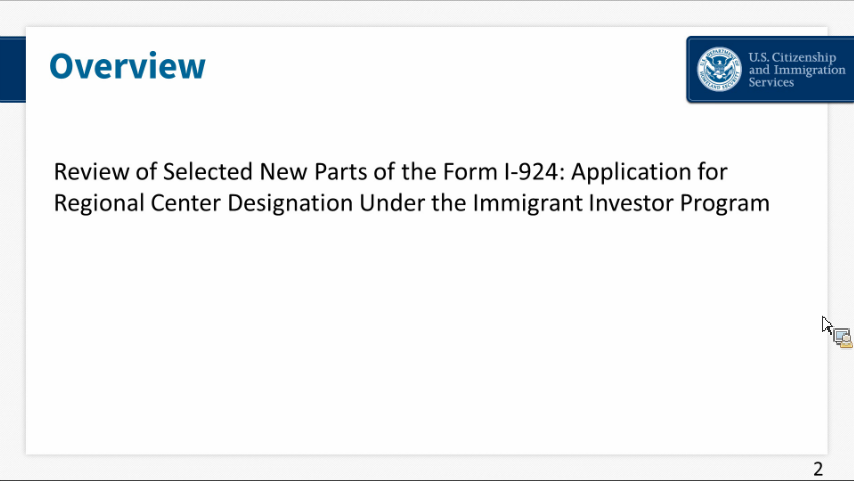 Overview
U.S. Citizenship
and Immigration
Services
Review of Selected New Parts of the Form I-924: Application for
Regional Center Designation Under the Immigrant Investor Program
2